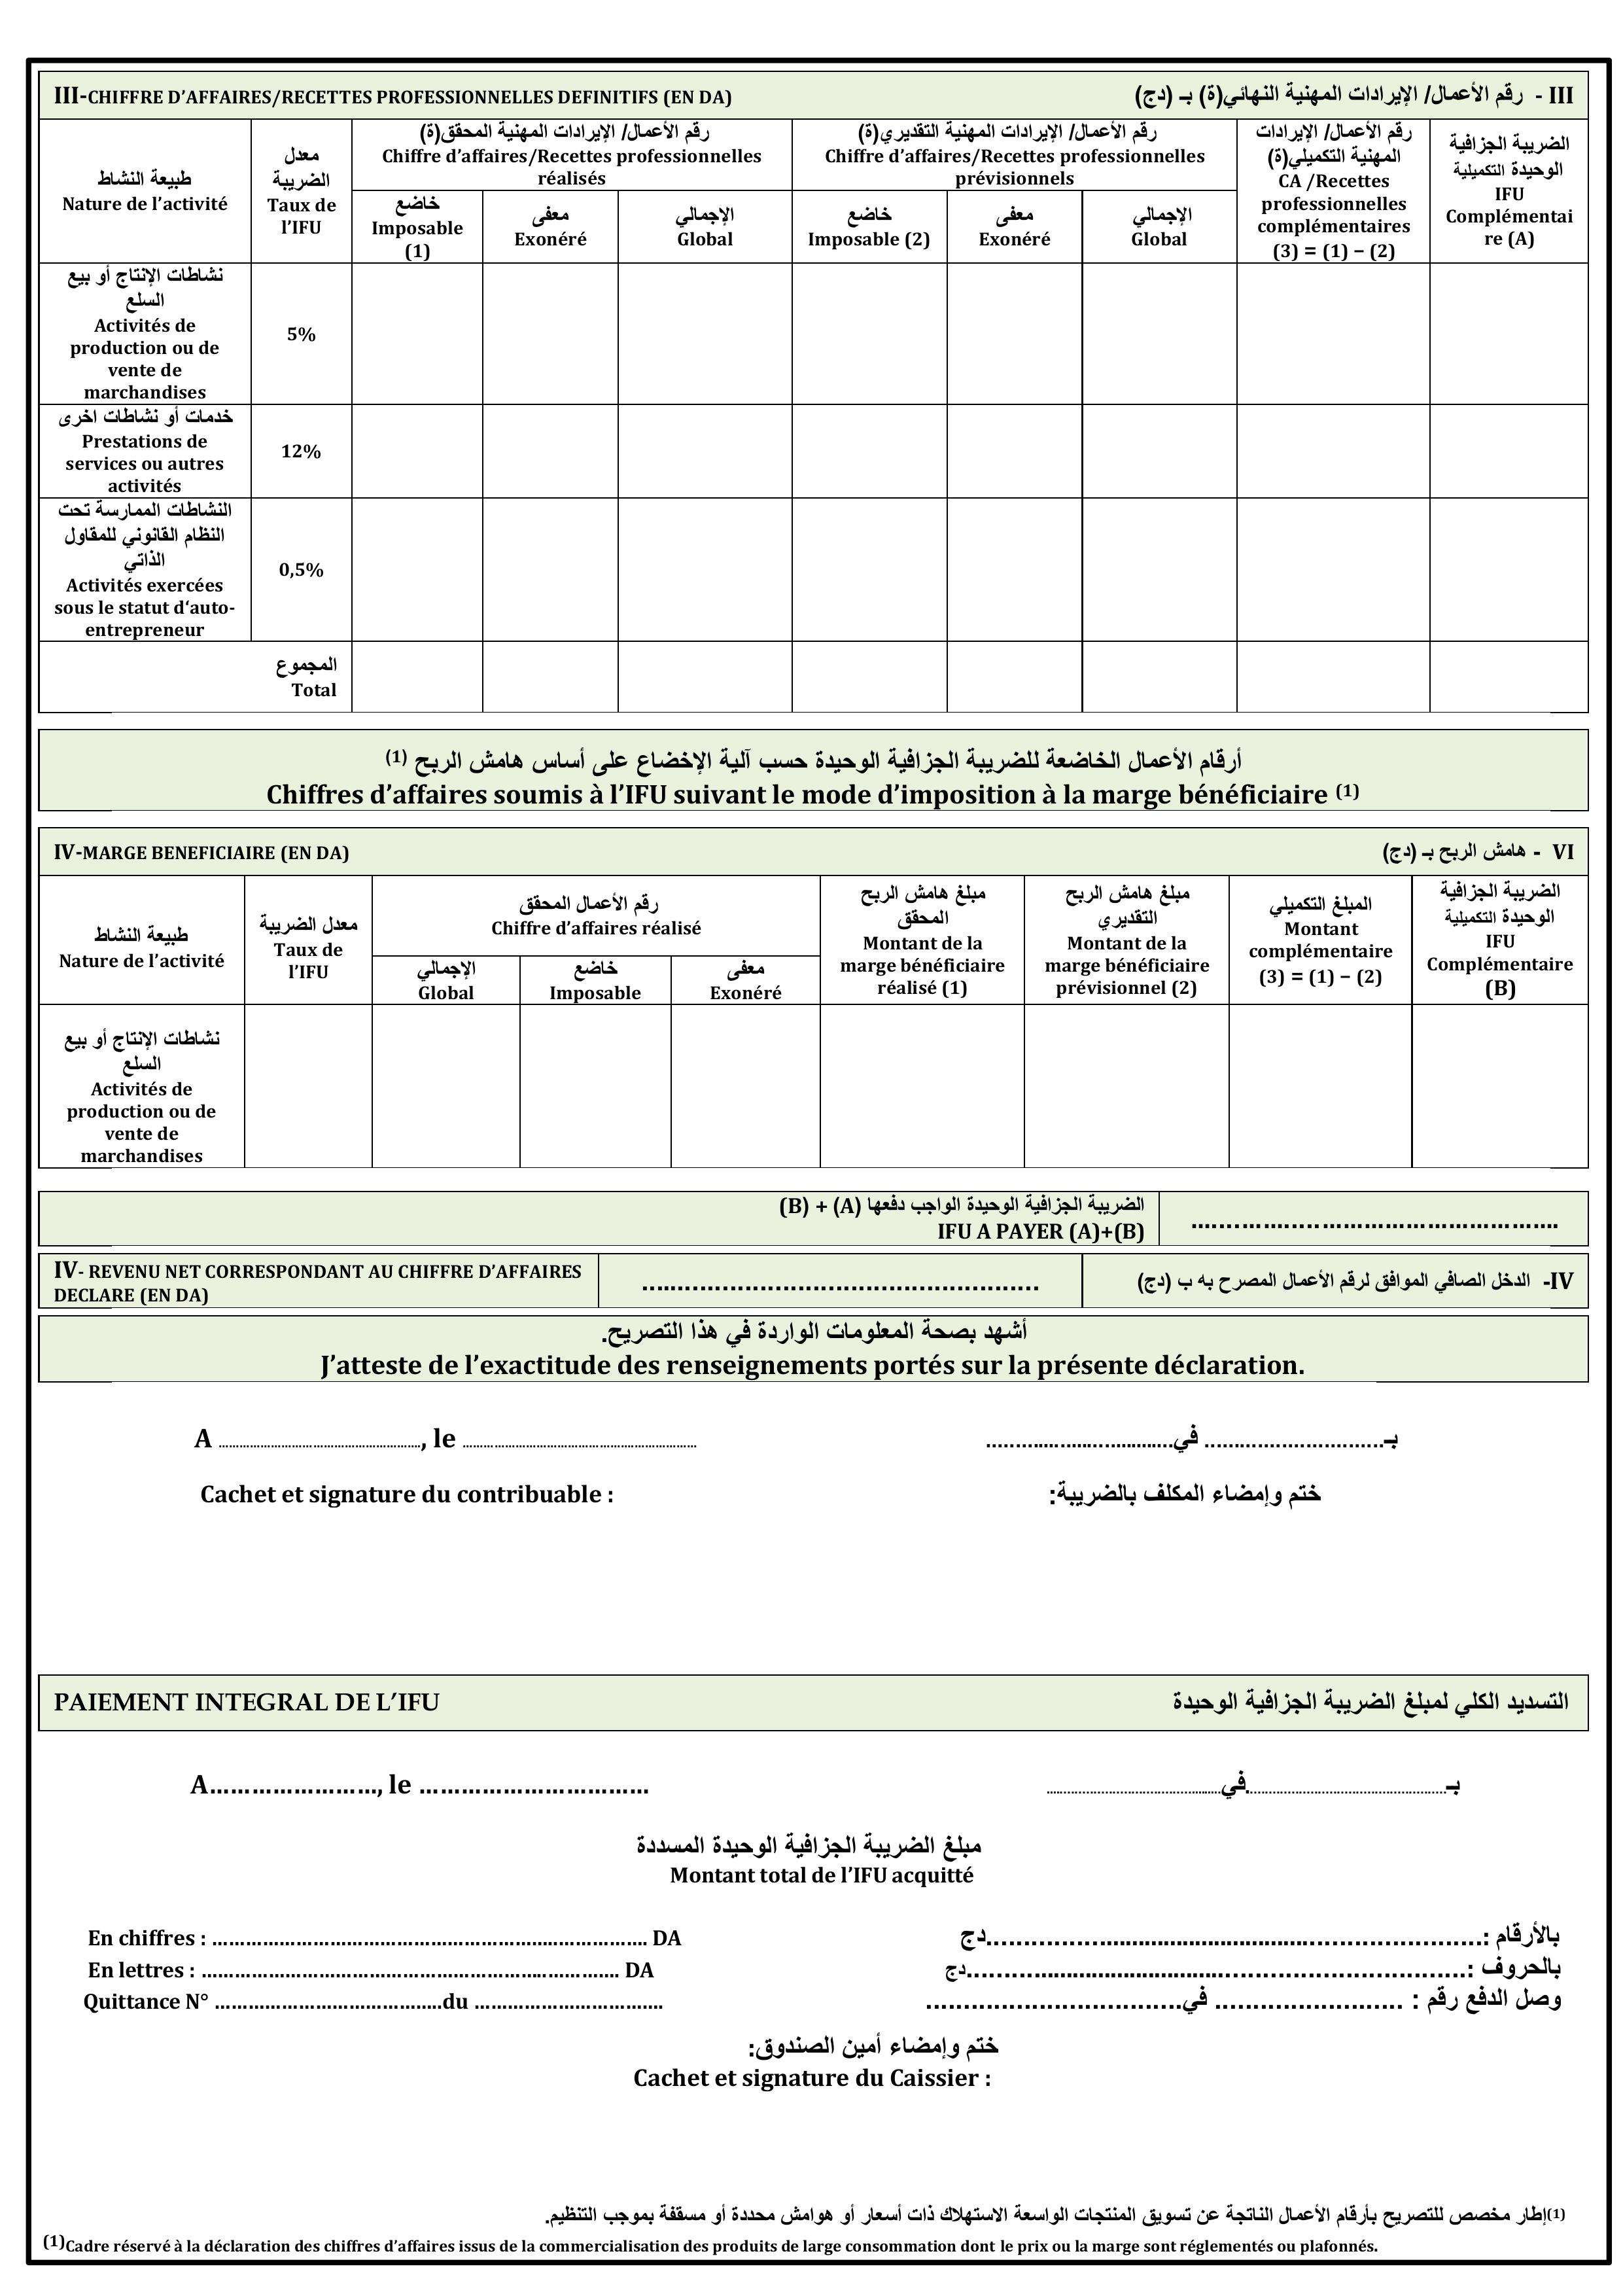 III-CHIFFRE D'AFFAIRES/RECETTES PROFESSIONNELLES DEFINITIFS (EN DA)
III - رقم الأعمال/ الإيرادات المهنية النهائي(ة) بـ (دج)
طبيعة النشاط
Nature de l'activité
معدل
الضريبة
Taux de
l'IFU
رقم الأعمال/ الإيرادات المهنية المحقق(ة)
Chiffre d'affaires/Recettes professionnelles
réalisés
رقم الأعمال/ الإيرادات المهنية التقديري(ة)
Chiffre d'affaires/Recettes professionnelles
prévisionnels
رقم الأعمال/ الإيرادات
المهنية التكميلي(ة)
CA /Recettes
professionnelles
complémentaires
(3) = (1) – (2)
الضريبة الجزافية
الوحيدة التكميلية
IFU
Complémentai
re (A)
خاضع
Imposable
(1)
معفى
Exonéré
الإجمالي
Global
خاضع
Imposable (2)
معفى
Exonéré
الإجمالي
Global
نشاطات الإنتاج أو بيع
السلع
Activités de
production ou de
vente de
marchandises
5%
خدمات أو نشاطات اخرى
Prestations de
services ou autres
activités
12%
النشاطات الممارسة تحت
النظام القانوني للمقاول
الذاتي
Activités exercées
sous le statut d‘auto-
entrepreneur
0,5%
المجموع
Total
أرقام الأعمال الخاضعة للضريبة الجزافية الوحيدة حسب آلية الإخضاع على أساس هامش الربح (1)
Chiffres d'affaires soumis à l'IFU suivant le mode d'imposition à la marge bénéficiaire (1)
IV-MARGE BENEFICIAIRE (EN DA)
VI - هامش الربح بـ (دج)
طبيعة النشاط
Nature de l'activité
معدل الضريبة
Taux de
l'IFU
رقم الأعمال المحقق
Chiffre d'affaires réalisé
مبلغ هامش الربح
المحقق
Montant de la
marge bénéficiaire
réalisé (1)
مبلغ هامش الربح
التقديري
Montant de la
marge bénéficiaire
prévisionnel (2)
المبلغ التكميلي
Montant
complémentaire
(3) = (1) – (2)
الضريبة الجزافية
الوحيدة التكميلية
IFU
Complémentaire
(B)
الإجمالي
Global
خاضع
Imposable
معفى
Exonéré
نشاطات الإنتاج أو بيع
السلع
Activités de
production ou de
vente de
marchandises
الضريبة الجزافية الوحيدة الواجب دفعها (A) + (B)
IFU A PAYER (A)+(B)
................................................
IV- REVENU NET CORRESPONDANT AU CHIFFRE D'AFFAIRES
DECLARE (EN DA)
....................................................
IV- الدخل الصافي الموافق لرقم الأعمال المصرح به ب (دج)
أشهد بصحة المعلومات الواردة في هذا التصريح.
J'atteste de l'exactitude des renseignements portés sur la présente déclaration.
A ........................................, le ........................................
بـ............................ في............................
Cachet et signature du contribuable :
ختم وإمضاء المكلف بالضريبة:
PAIEMENT INTEGRAL DE L'IFU
التسديد الكلي لمبلغ الضريبة الجزافية الوحيدة
A......................, le ..............................
بـ........................................في........................................
مبلغ الضريبة الجزافية الوحيدة المسددة
Montant total de l'IFU acquitté
En chiffres : ............................................................ DA
بالأرقام :............................................................دج
En lettres : ............................................................ DA
بالحروف :............................................................دج
Quittance N° ..................................du ..............................
وصل الدفع رقم : ......................... في..................................
ختم وإمضاء أمين الصندوق:
Cachet et signature du Caissier :
(1)إطار مخصص للتصريح بأرقام الأعمال الناتجة عن تسويق المنتجات الواسعة الاستهلاك ذات أسعار أو هوامش محددة أو مسقفة بموجب التنظيم.
(1)Cadre réservé à la déclaration des chiffres d'affaires issus de la commercialisation des produits de large consommation dont le prix ou la marge sont réglementés ou plafonnés.